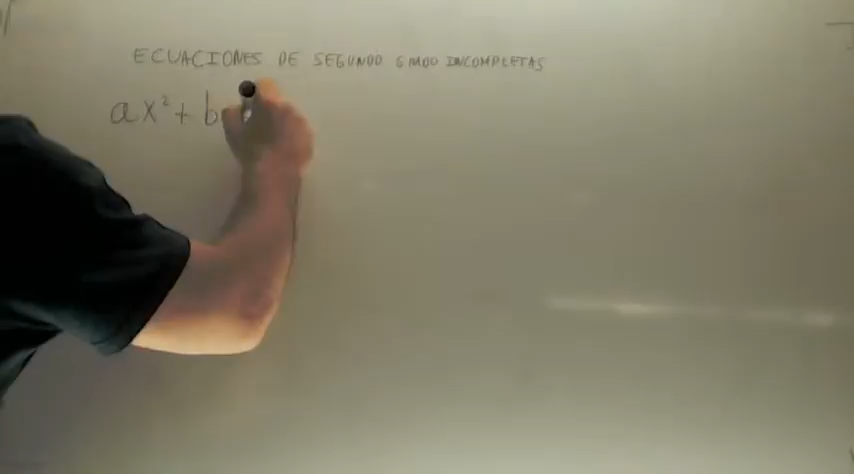 ECUACIONES DE SEGUNDO GRADO INCOMPLETAS
ax² + b